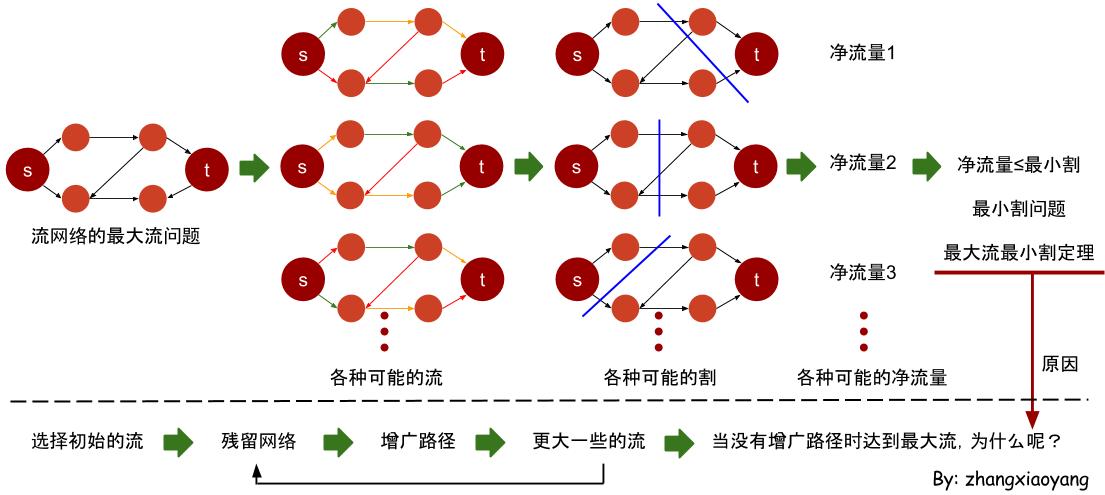 s
t
s
t
净流量1
s
t
s
t
s
t
净流量2
净流量≤最小割
最小割问题
流网络的最大流问题
最大流最小割定理
s
t
s
t
净流量3
原因
各种可能的流
各种可能的割
各种可能的净流量
选择初始的流
残留网络
增广路径
更大一些的流
当没有增广路径时达到最大流, 为什么呢？
By: zhangxiaoyang